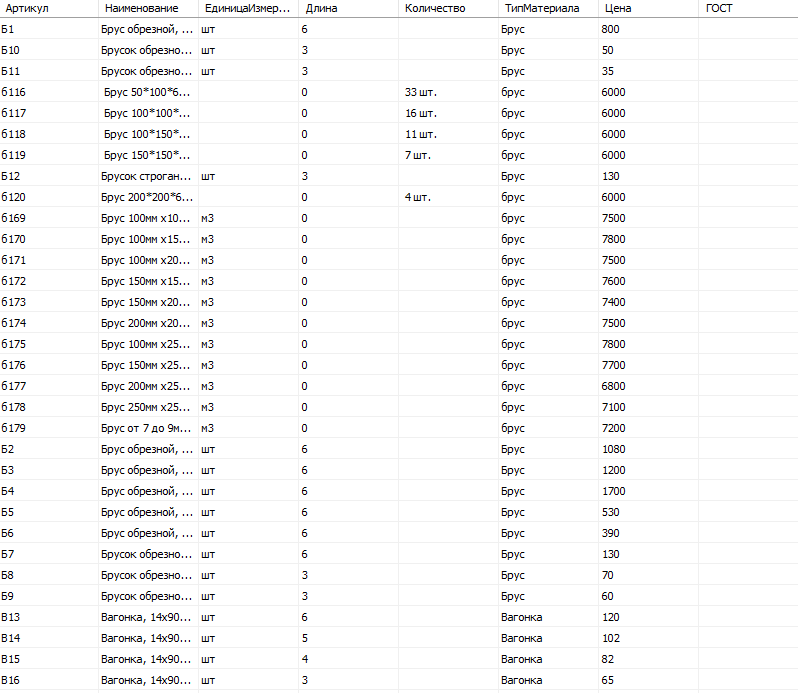 Артикул Наименование ЕдиницаИзмер... Длина Количество ТипМатериала Цена ГОСТ
Б1 Брус обрезной, ... шт 6 Брус 800
Б10 Брусок обрезно... шт 3 Брус 50
Б11 Брусок обрезно... шт 3 Брус 35
б116 Брус 50*100*6... 0 33 шт. брус 6000
б117 Брус 100*100*... 0 16 шт. брус 6000
б118 Брус 100*150*... 0 11 шт. брус 6000
б119 Брус 150*150*... 0 7 шт. брус 6000
Б12 Брусок строган... шт 3 Брус 130
б120 Брус 200*200*6... 0 4 шт. брус 6000
б169 Брус 100мм х10... м3 0 брус 7500
б170 Брус 100мм х15... м3 0 брус 7800
б171 Брус 100мм х20... м3 0 брус 7500
б172 Брус 150мм х15... м3 0 брус 7600
б173 Брус 150мм х20... м3 0 брус 7400
б174 Брус 200мм х20... м3 0 брус 7500
б175 Брус 100мм х25... м3 0 брус 7800
б176 Брус 150мм х25... м3 0 брус 7700
б177 Брус 200мм х25... м3 0 брус 6800
б178 Брус 250мм х25... м3 0 брус 7100
б179 Брус от 7 до 9м... м3 0 брус 7200
Б2 Брус обрезной, ... шт 6 Брус 1080
Б3 Брус обрезной, ... шт 6 Брус 1200
Б4 Брус обрезной, ... шт 6 Брус 1700
Б5 Брус обрезной, ... шт 6 Брус 530
Б6 Брус обрезной, ... шт 6 Брус 390
Б7 Брусок обрезно... шт 6 Брус 130
Б8 Брусок обрезно... шт 3 Брус 70
Б9 Брусок обрезно... шт 3 Брус 60
В13 Вагонка, 14х90... шт 6 Вагонка 120
В14 Вагонка, 14х90... шт 5 Вагонка 102
В15 Вагонка, 14х90... шт 4 Вагонка 82
В16 Вагонка, 14х90... шт 3 Вагонка 65